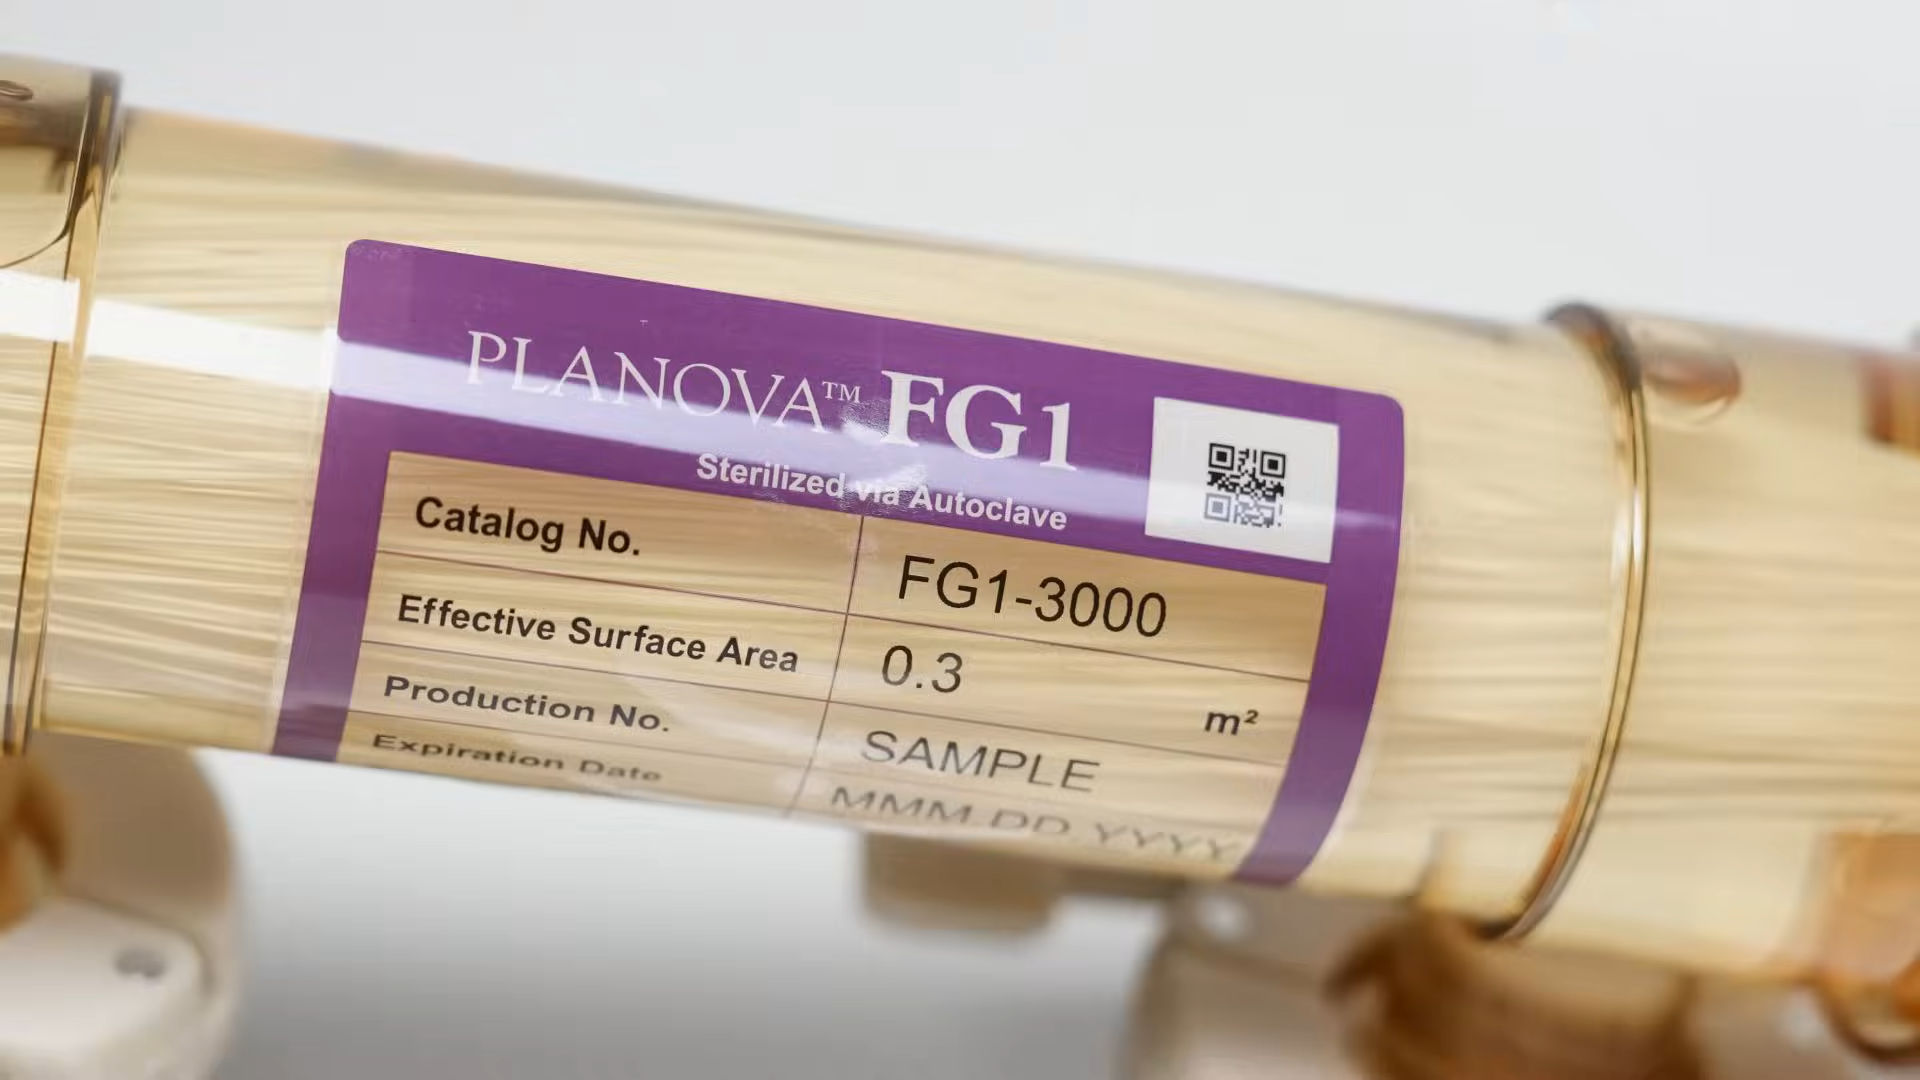 PLANOVA™ FG1
Sterilized via Autoclave
Catalog No. FG1-3000
Effective Surface Area 0.3 m²
Production No. SAMPLE
Expiration Date MMM.DD.YYYY